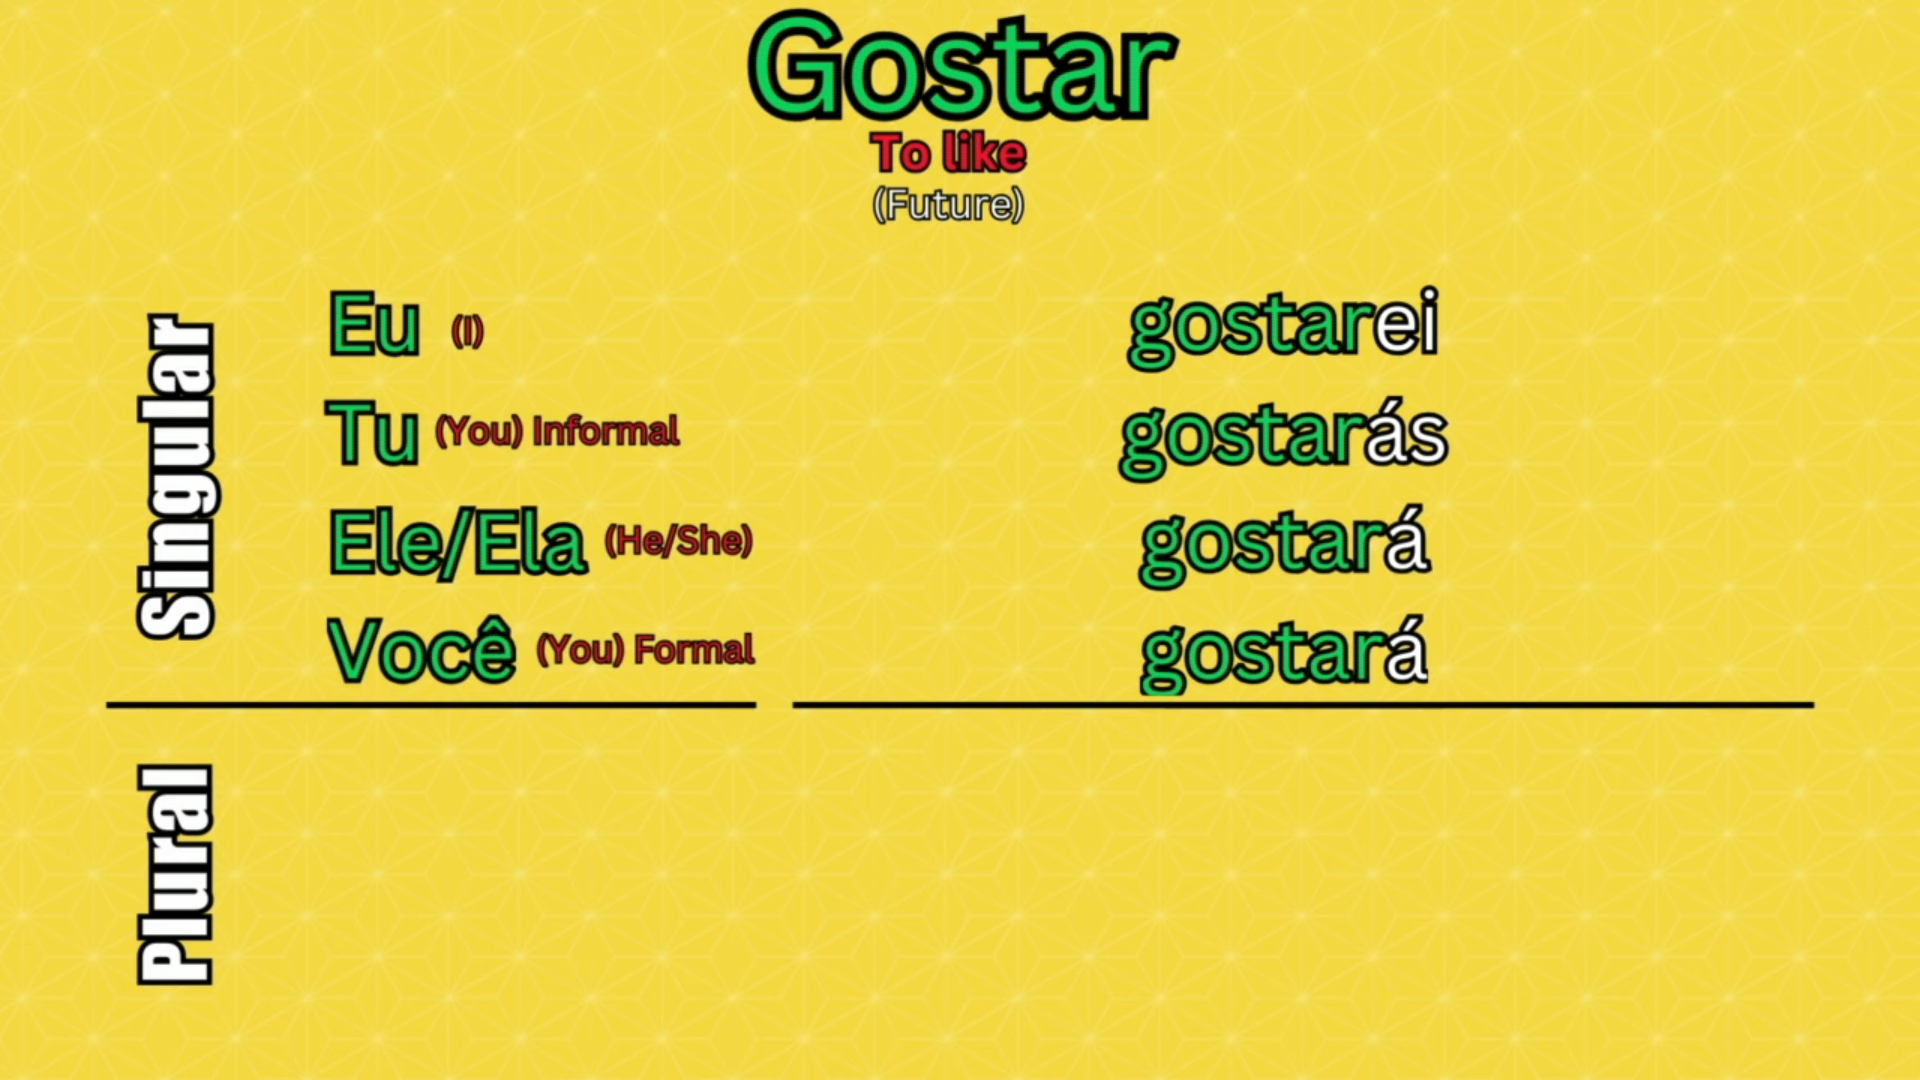 Gostar
To like
(Future)
Singular
Eu (I) gostarei
Tu (You) Informal gostarás
Ele/Ela (He/She) gostará
Você (You) Formal gostará
Plural